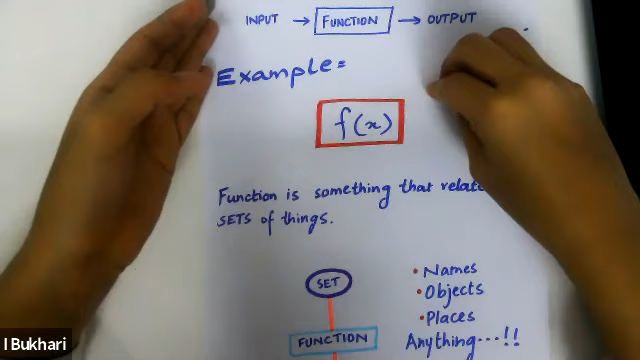 INPUT → FUNCTION → OUTPUT
Example=
f(x)
Function is something that relate
SETS of things.
SET
• Names
• Objects
• Places
FUNCTION
Anything...!!
I Bukhari